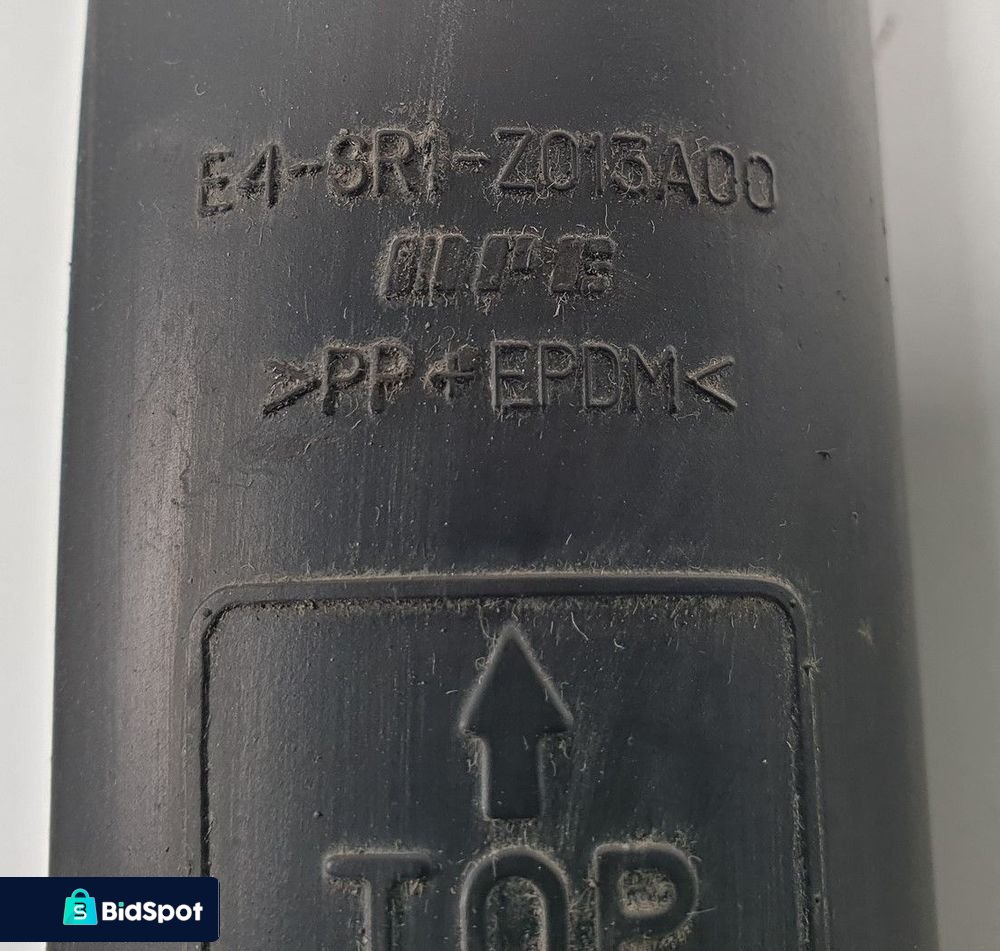 E4-SR1-Z015A00
>PP+EPDM<
TOP
BidSpot